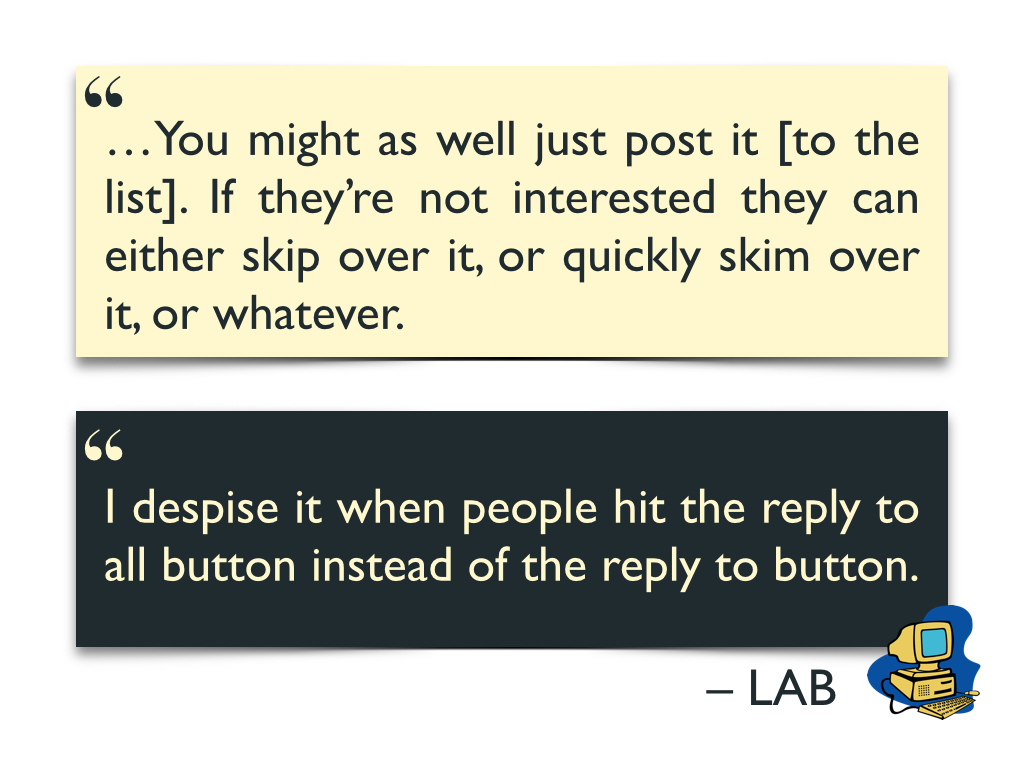 “
…You might as well just post it [to the
list]. If they’re not interested they can
either skip over it, or quickly skim over
it, or whatever.
“
I despise it when people hit the reply to
all button instead of the reply to button.
– LAB